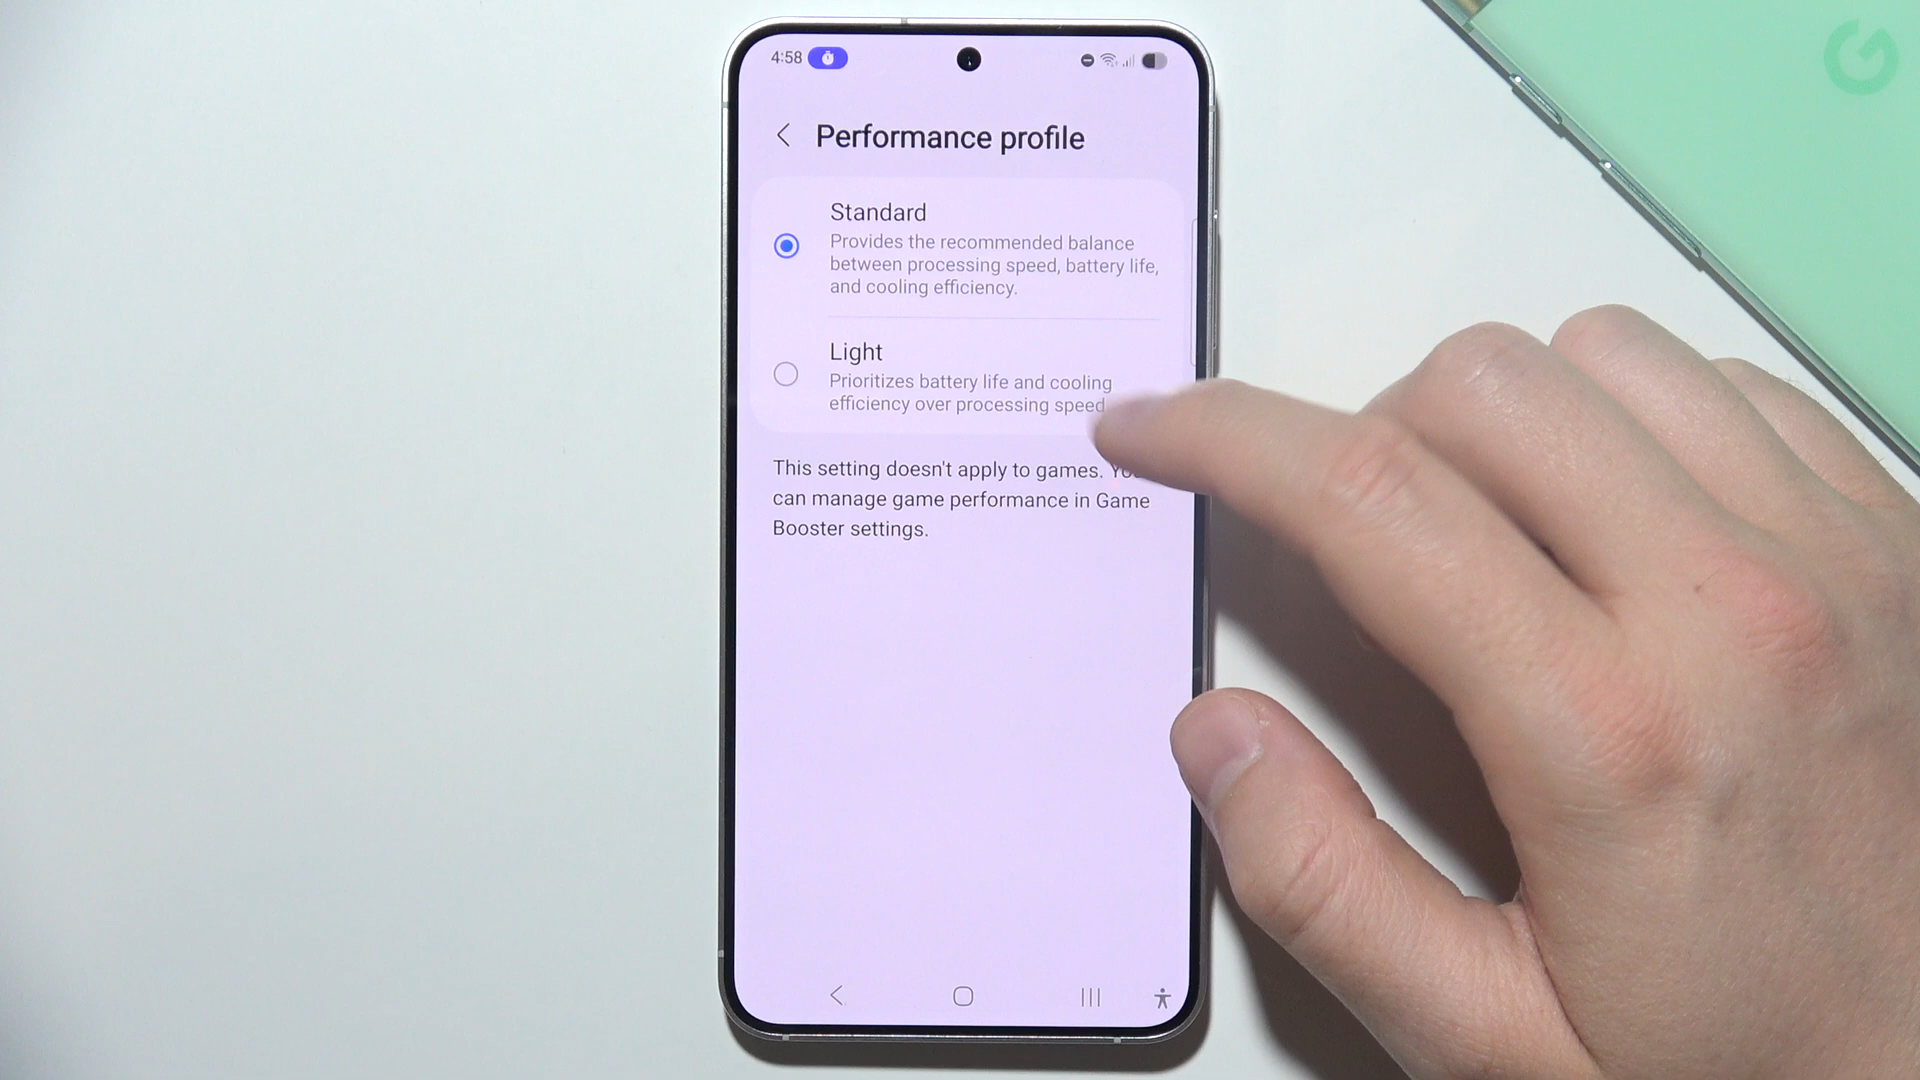 4:58
Performance profile
Standard
Provides the recommended balance
between processing speed, battery life,
and cooling efficiency.
Light
Prioritizes battery life and cooling
efficiency over processing speed
This setting doesn't apply to games.
can manage game performance in Game
Booster settings.